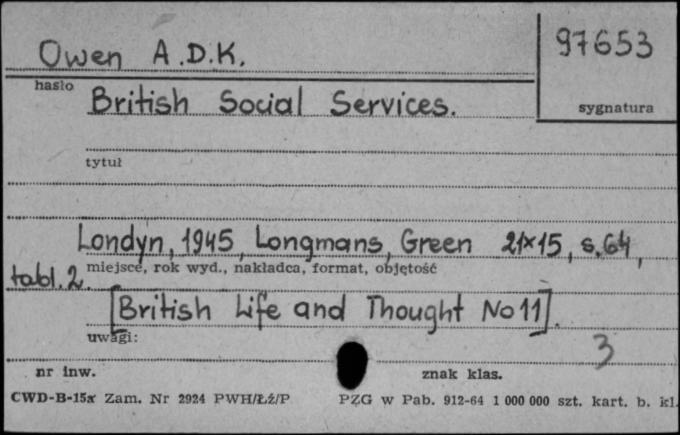 Owen A.D.K.
97653
hasło
British Social Services.
sygnatura
tytuł
Londyn, 1945, Longmans, Green 21×15, s.64,
miejsce, rok wyd., nakładca, format, objętość
tabl. 2.
[British Life and Thought No 11].
uwagi:
3
nr inw.
znak klas.
CWD-B-15x Zam. Nr 2924 PWH/Łż/P PZG w Pab. 912-64 1 000 000 szt. kart. b. kl.